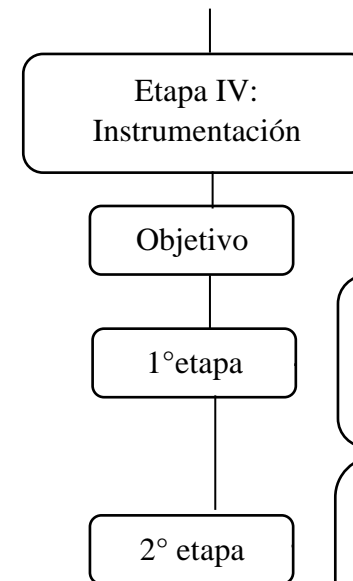 Etapa IV:
Instrumentación
Objetivo
1°etapa
2° etapa